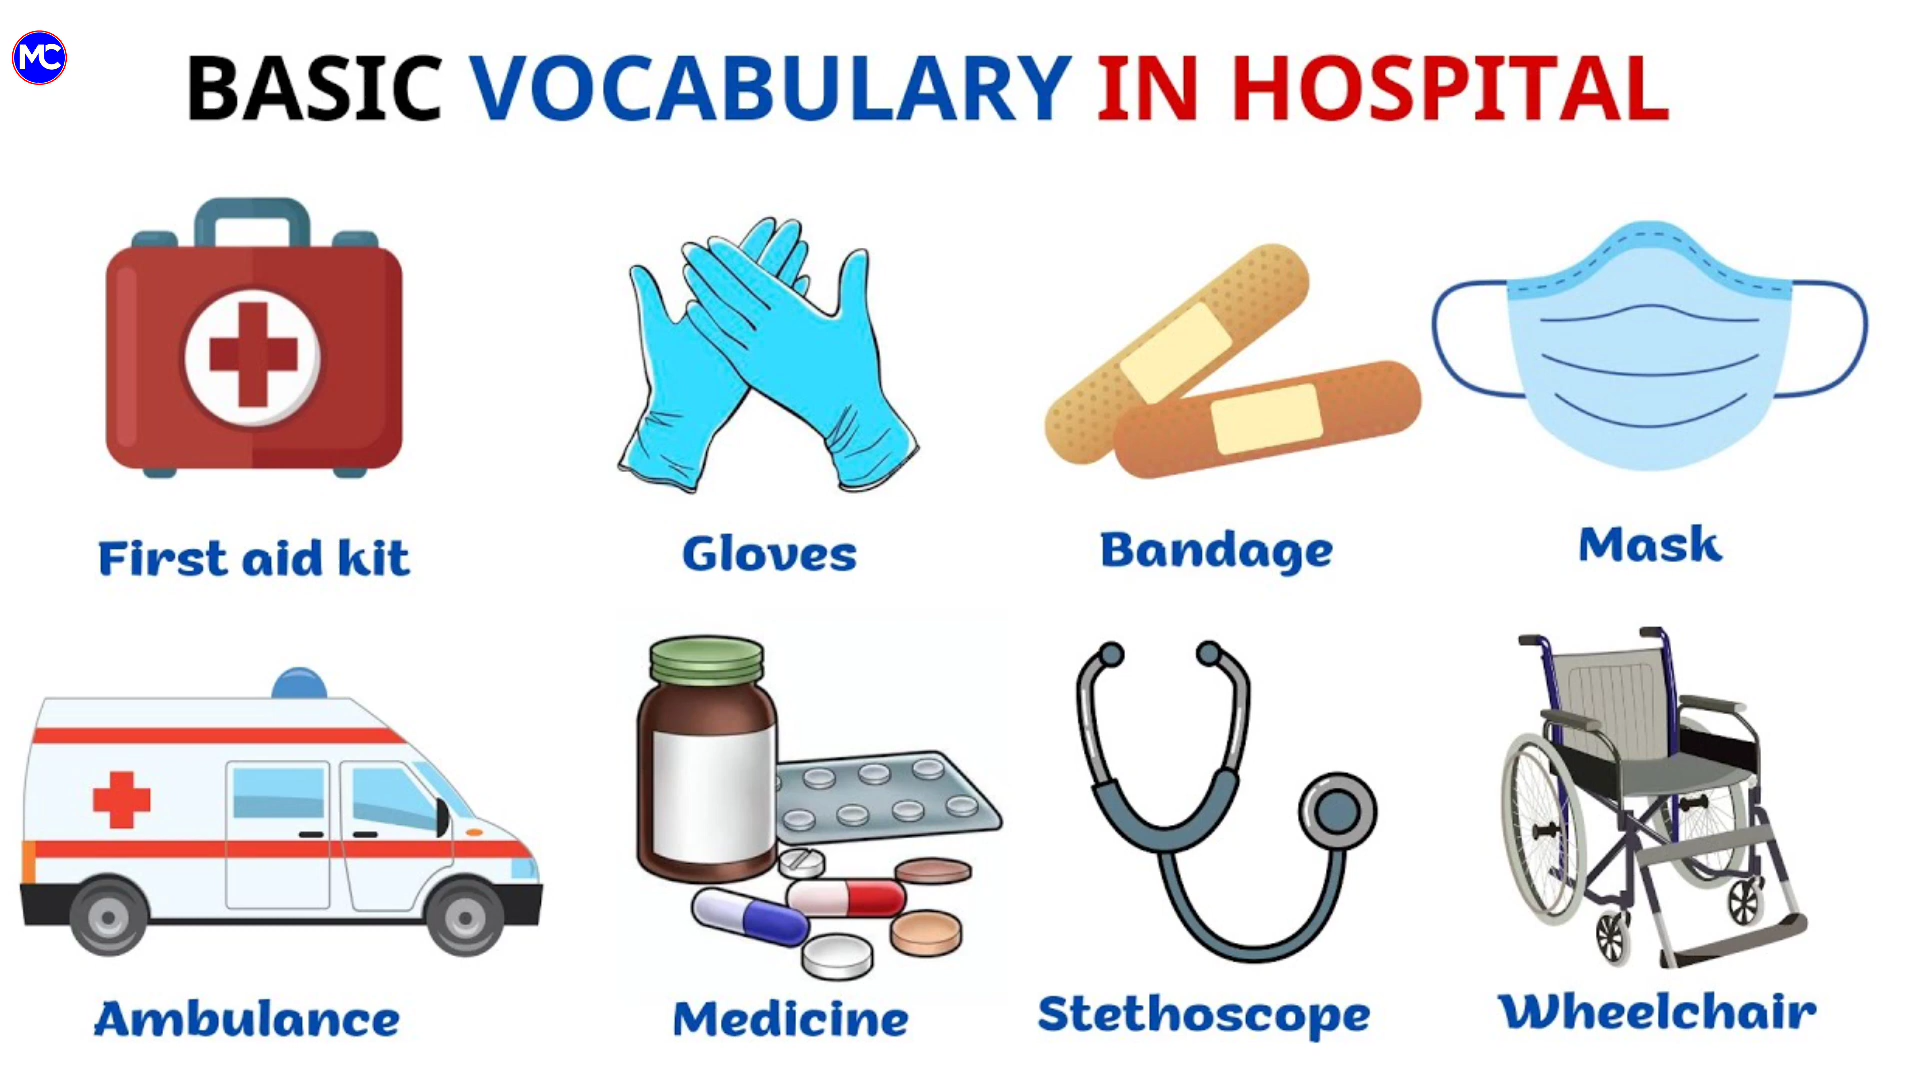 MC
BASIC VOCABULARY IN HOSPITAL
First aid kit
Gloves
Bandage
Mask
Ambulance
Medicine
Stethoscope
Wheelchair